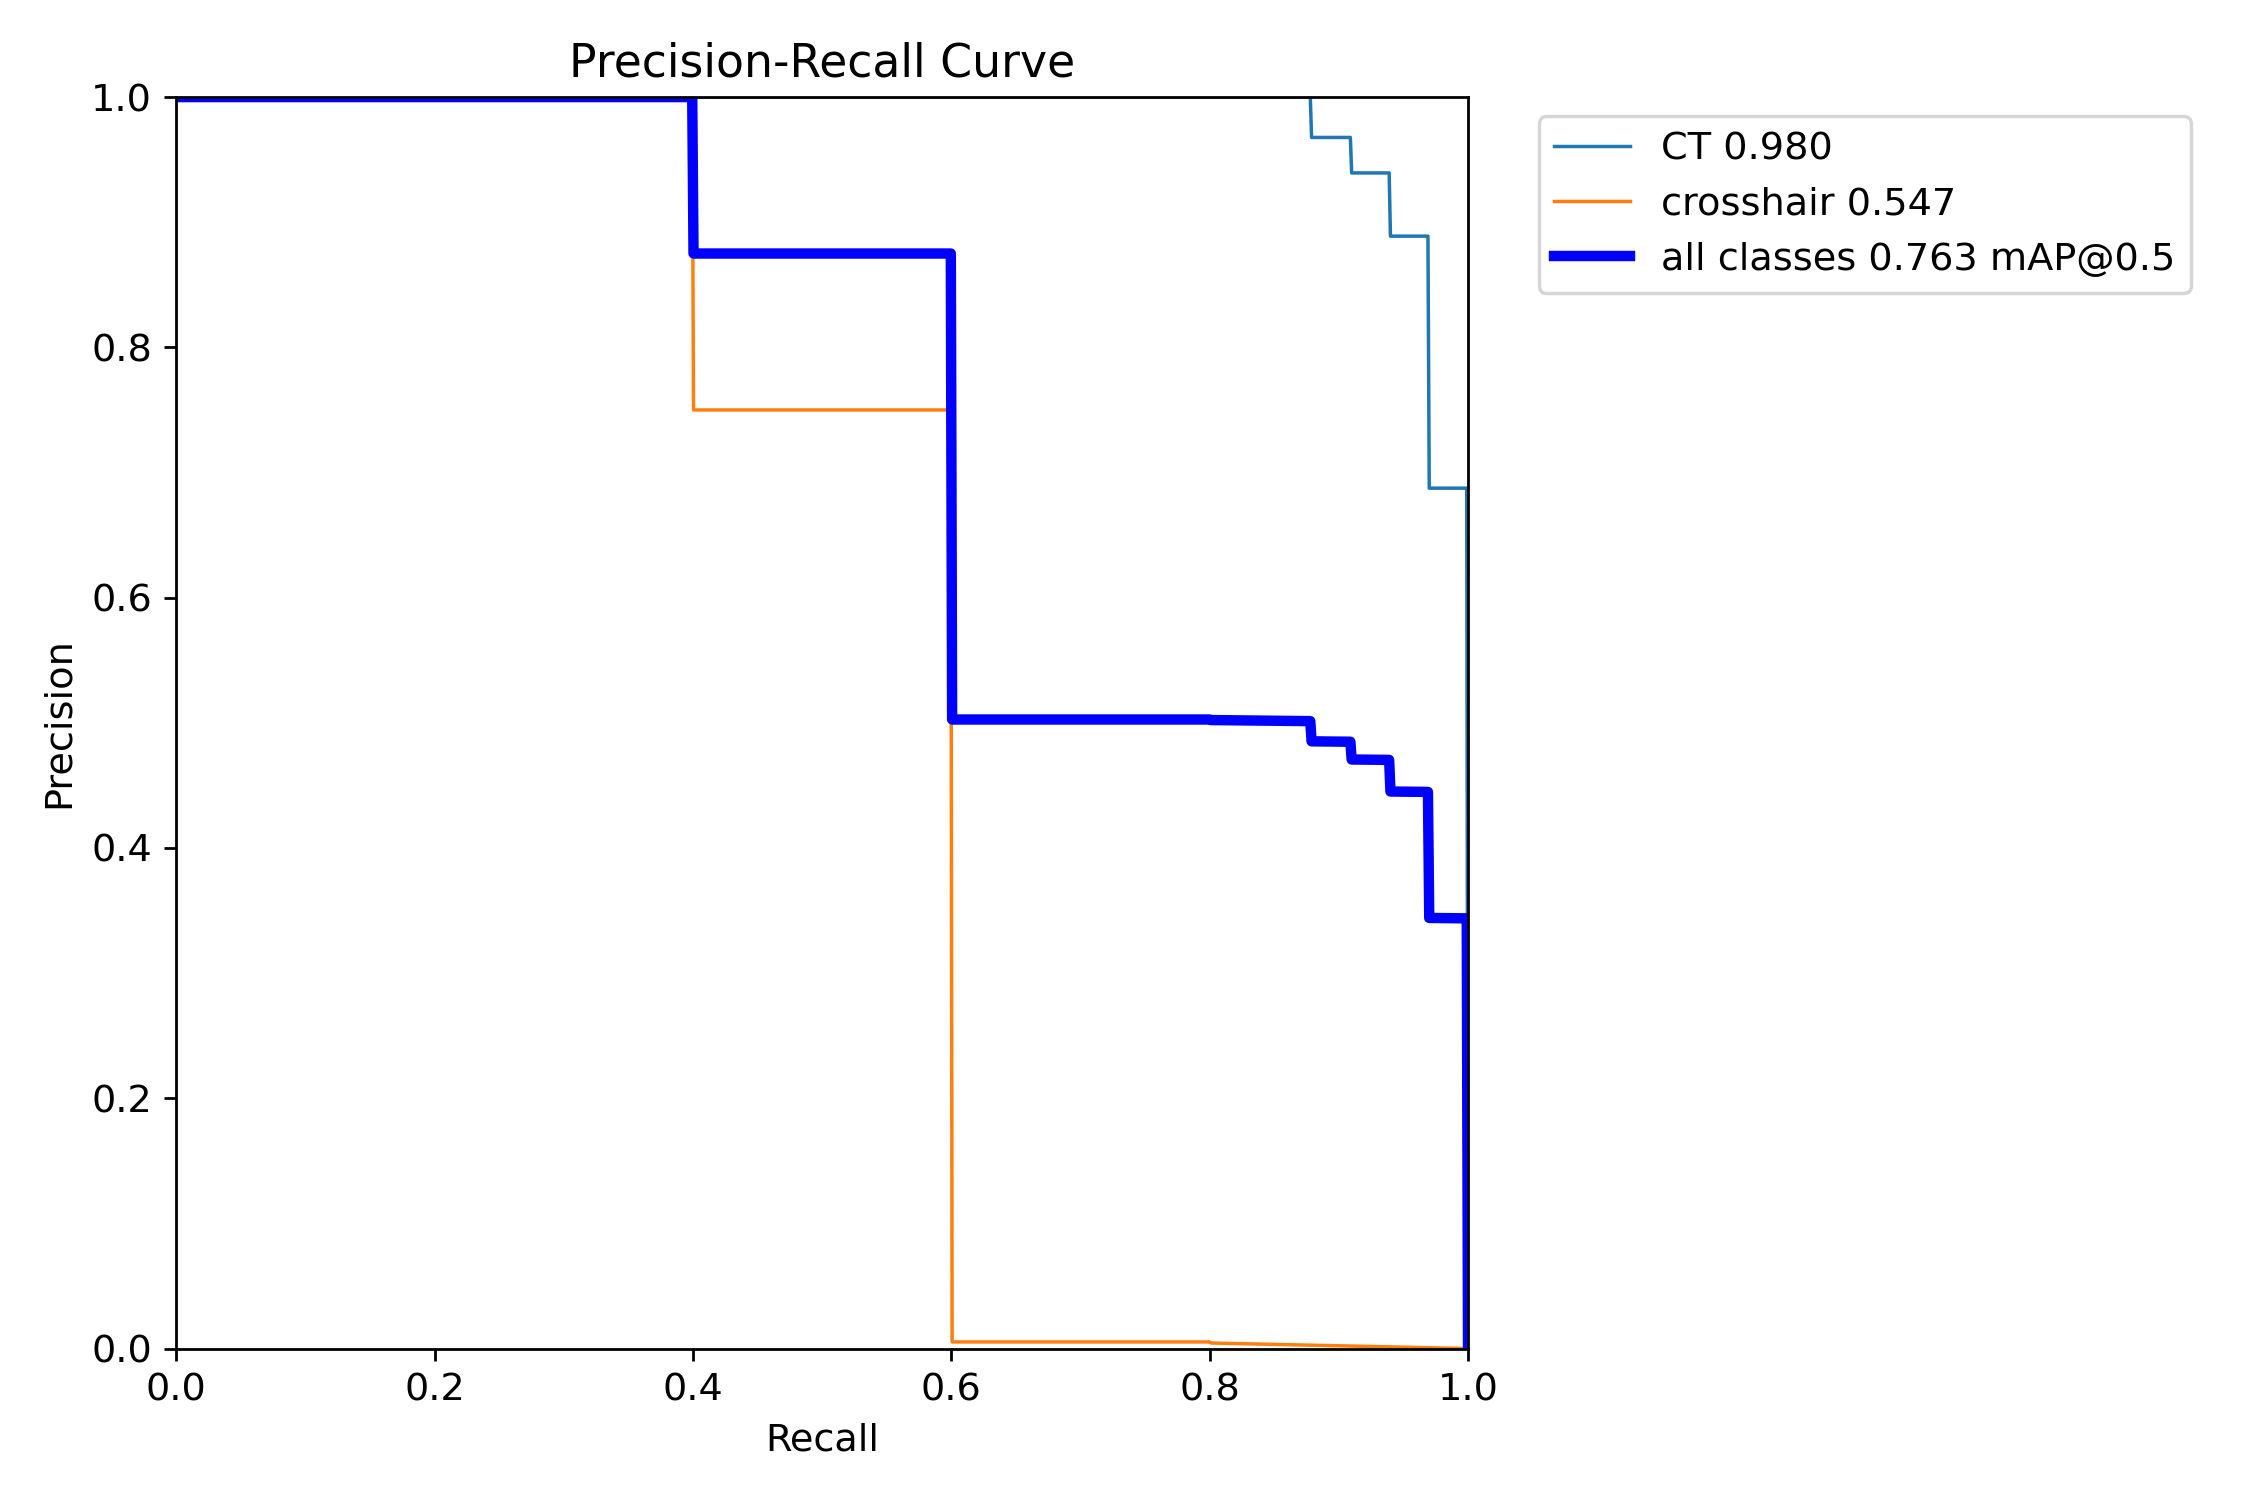 Precision-Recall Curve
1.0
0.8
0.6
0.4
0.2
0.0
Precision
0.0 0.2 0.4 0.6 0.8 1.0
Recall
CT 0.980
crosshair 0.547
all classes 0.763 mAP@0.5